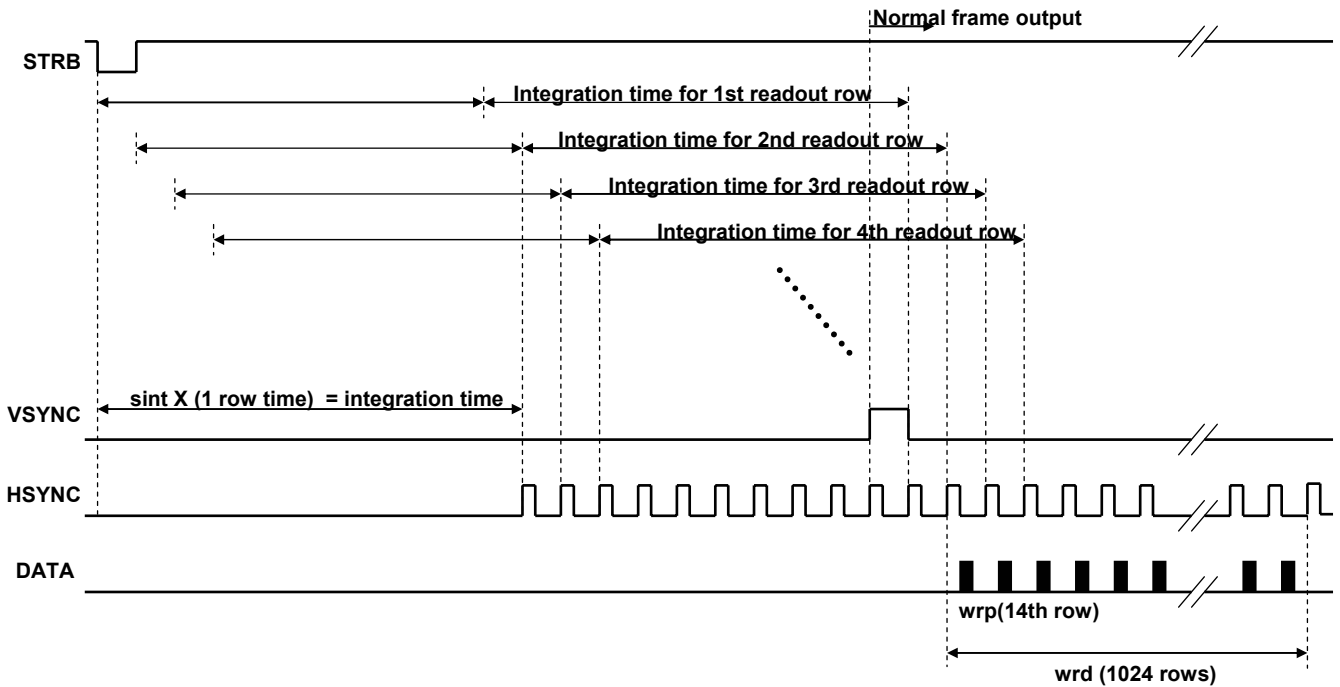 Normal frame output
STRB
Integration time for 1st readout row
Integration time for 2nd readout row
Integration time for 3rd readout row
Integration time for 4th readout row
sint X (1 row time) = integration time
VSYNC
HSYNC
DATA
wrp(14th row)
wrd (1024 rows)